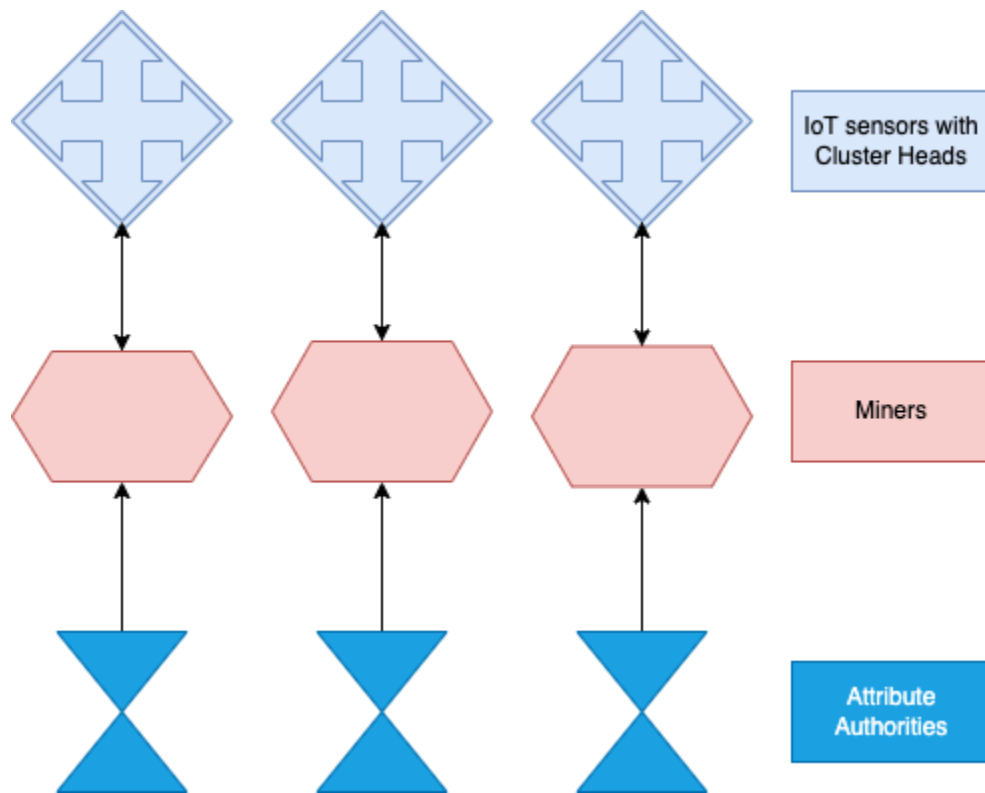 IoT sensors with
Cluster Heads
Miners
Attribute
Authorities